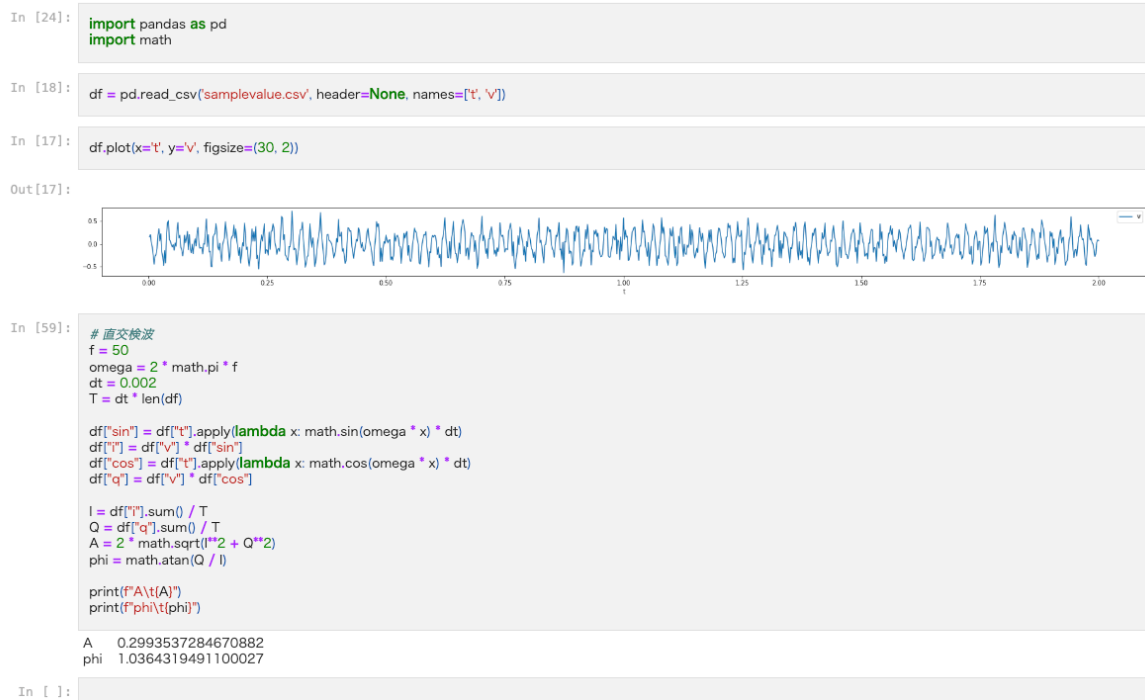 In [24]:
import pandas as pd
import math
In [18]:
df = pd.read_csv('samplevalue.csv', header=None, names=['t', 'v'])
In [17]:
df.plot(x='t', y='v', figsize=(30, 2))
Out[17]:
0.5
0.0
-0.5
0.00 0.25 0.50 0.75 1.00 1.25 1.50 1.75 2.00
t
v
In [59]:
# 直交検波
f = 50
omega = 2 * math.pi * f
dt = 0.002
T = dt * len(df)
df["sin"] = df["t"].apply(lambda x: math.sin(omega * x) * dt)
df["i"] = df["v"] * df["sin"]
df["cos"] = df["t"].apply(lambda x: math.cos(omega * x) * dt)
df["q"] = df["v"] * df["cos"]
I = df["i"].sum() / T
Q = df["q"].sum() / T
A = 2 * math.sqrt(I**2 + Q**2)
phi = math.atan(Q / I)
print(f"A\t{A}")
print(f"phi\t{phi}")
A 0.2993537284670882
phi 1.0364319491100027
In [ ]: